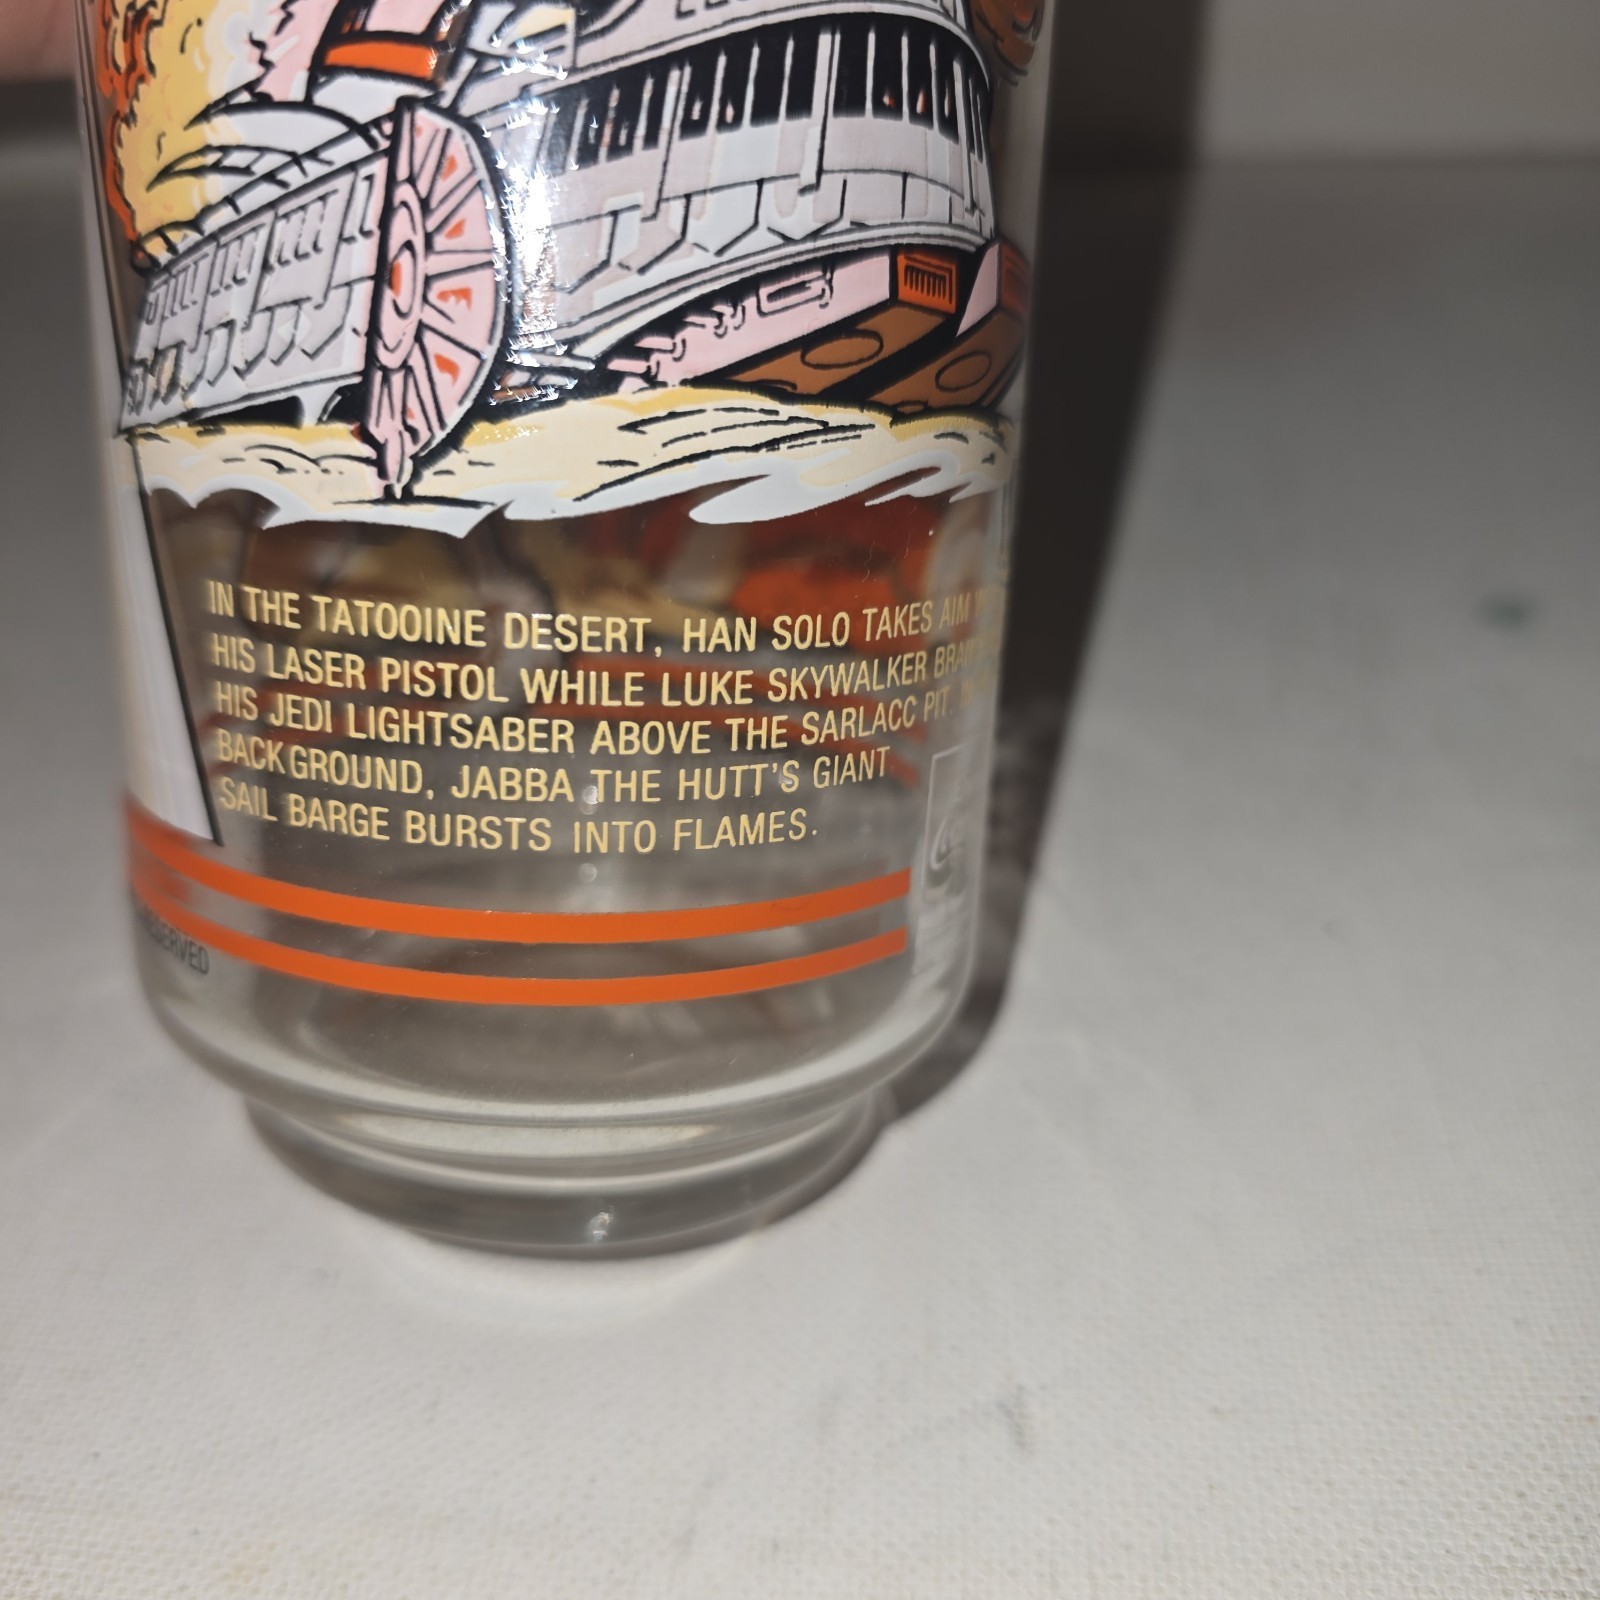 IN THE TATOOINE DESERT, HAN SOLO TAKES AIM
HIS LASER PISTOL WHILE LUKE SKYWALKER
HIS JEDI LIGHTSABER ABOVE THE SARLACC PIT.
BACKGROUND, JABBA THE HUTT'S GIANT
SAIL BARGE BURSTS INTO FLAMES.
RESERVED